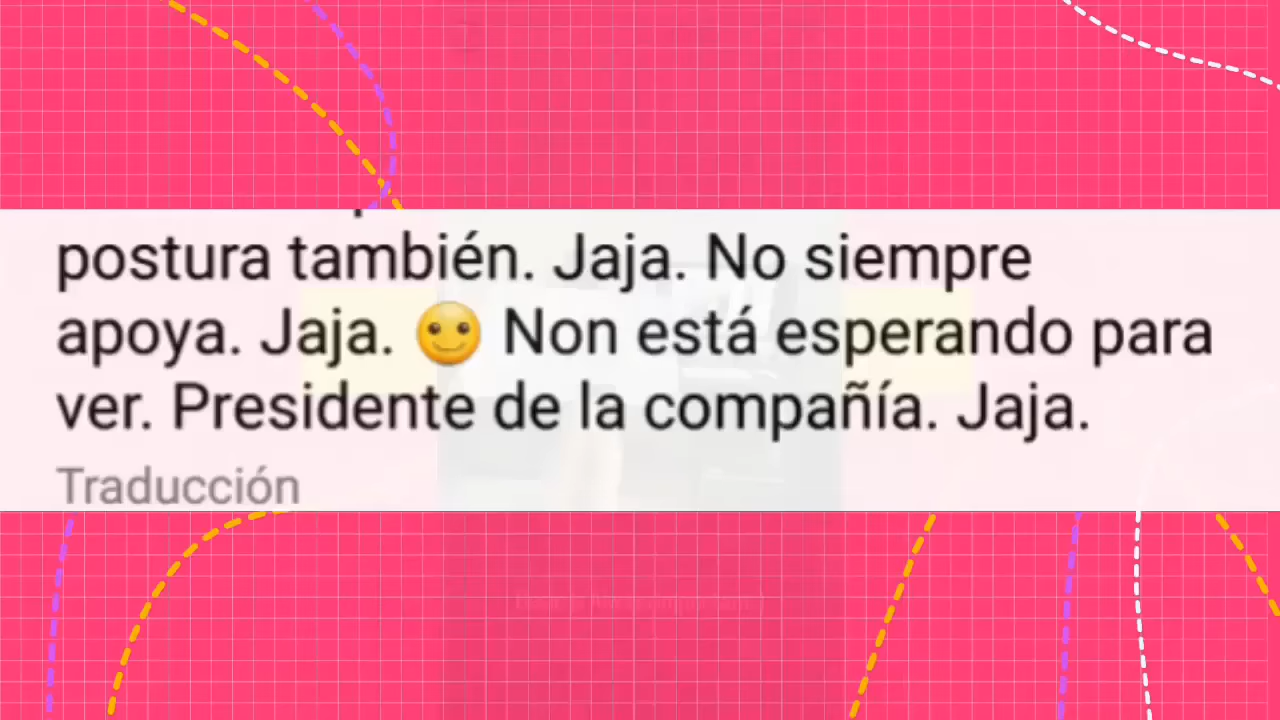 postura también. Jaja. No siempre
apoya. Jaja. 🙂 Non está esperando para
ver. Presidente de la compañía. Jaja.
Traducción